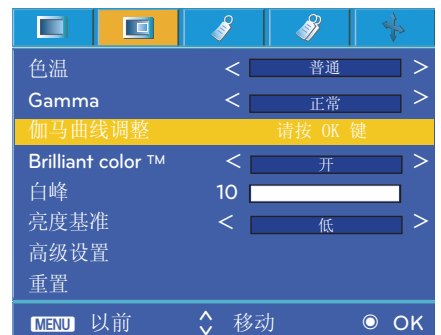 色温 < 普通 >
Gamma < 正常 >
伽马曲线调整 请按 OK 键
Brilliant color ™ < 开 >
白峰 10
亮度基准 < 低 >
高级设置
重置
MENU 以前 移动 OK